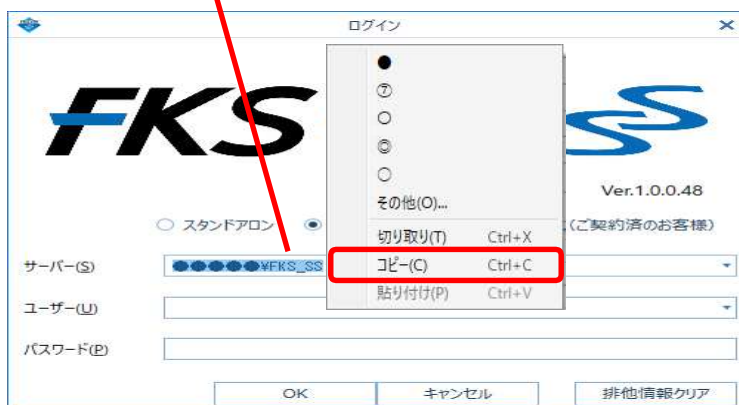 ログイン
FKS
SS
Ver.1.0.0.48
スタンドアロン
(ご契約済のお客様)
サーバー(S)
●●●●●¥FKS_SS
ユーザー(U)
パスワード(P)
OK
キャンセル
排他情報クリア
●
⑦
○
◎
○
その他(O)...
切り取り(T) Ctrl+X
コピー(C) Ctrl+C
貼り付け(P) Ctrl+V